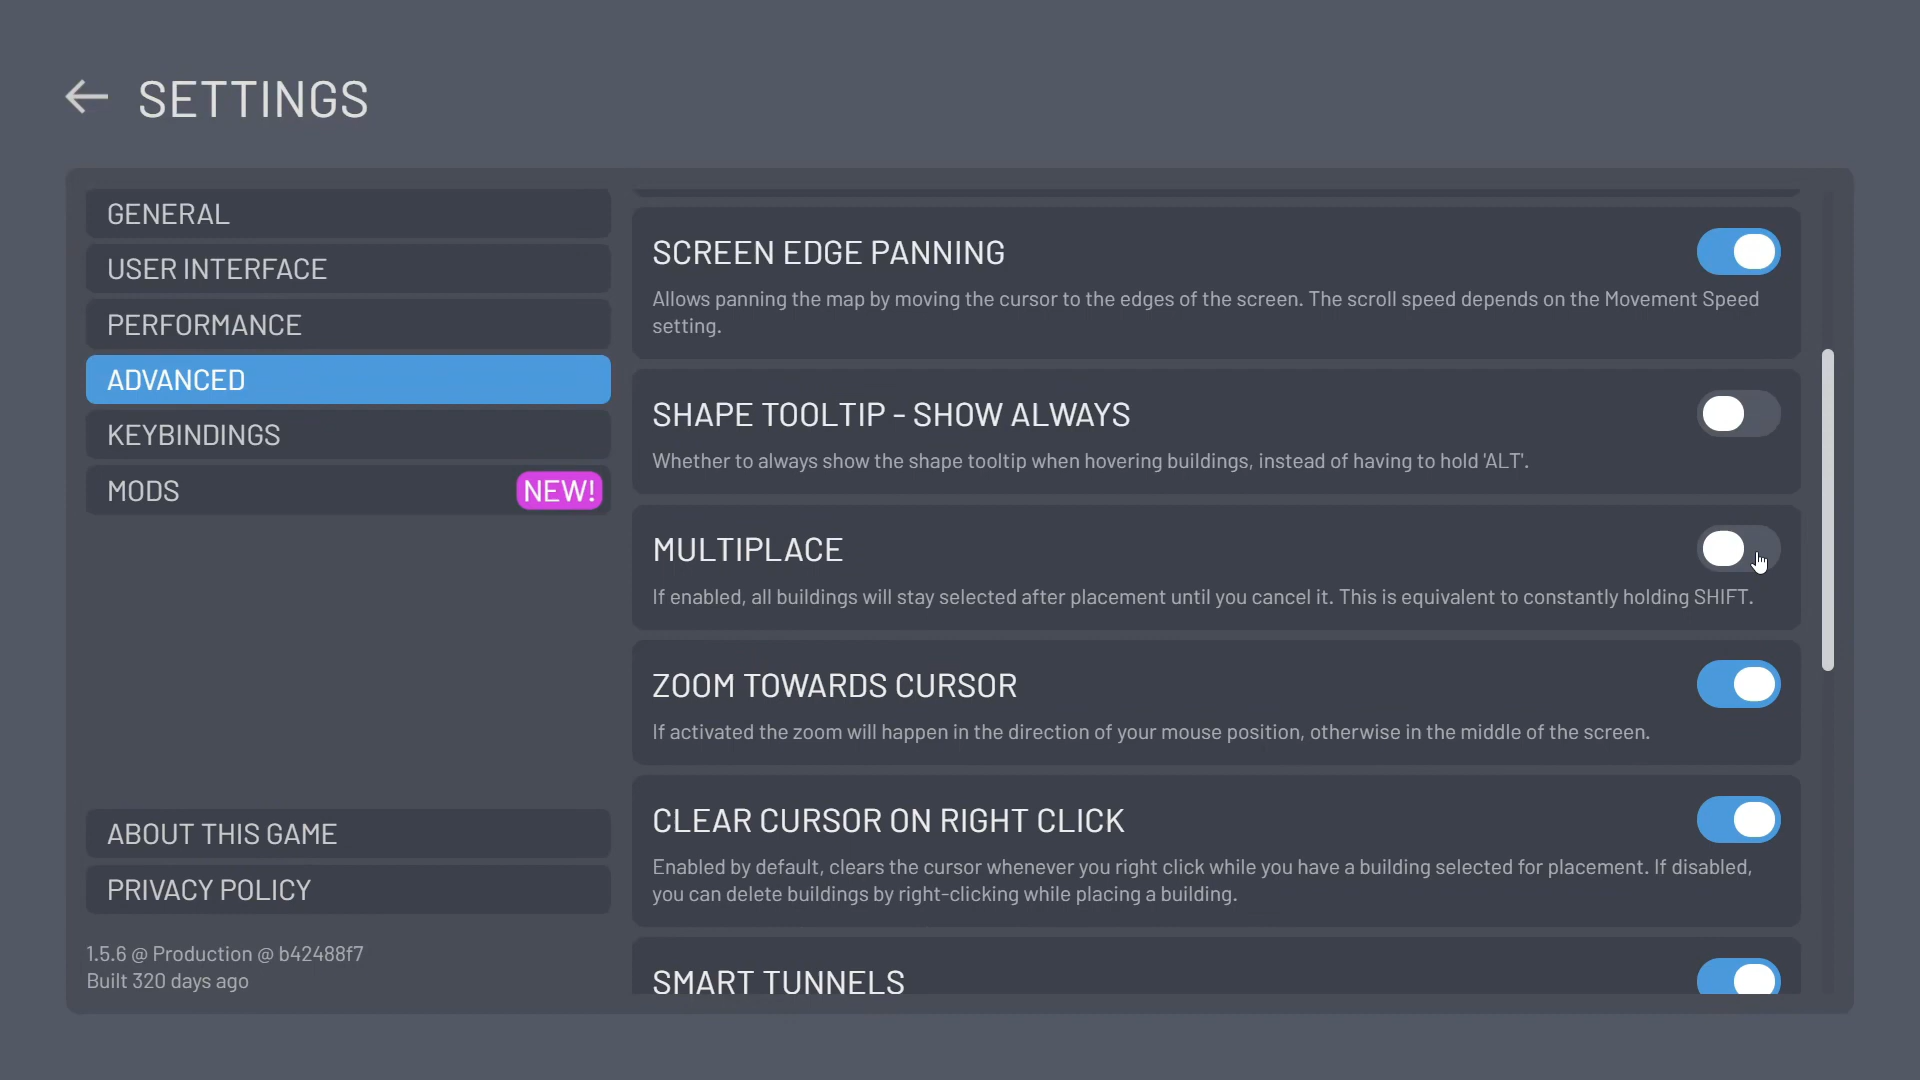 SETTINGS
GENERAL
USER INTERFACE
PERFORMANCE
ADVANCED
KEYBINDINGS
MODS
NEW!
ABOUT THIS GAME
PRIVACY POLICY
1.5.6 @ Production @ b42488f7
Built 320 days ago
SCREEN EDGE PANNING
Allows panning the map by moving the cursor to the edges of the screen. The scroll speed depends on the Movement Speed
setting.
SHAPE TOOLTIP - SHOW ALWAYS
Whether to always show the shape tooltip when hovering buildings, instead of having to hold 'ALT'.
MULTIPLACE
If enabled, all buildings will stay selected after placement until you cancel it. This is equivalent to constantly holding SHIFT.
ZOOM TOWARDS CURSOR
If activated the zoom will happen in the direction of your mouse position, otherwise in the middle of the screen.
CLEAR CURSOR ON RIGHT CLICK
Enabled by default, clears the cursor whenever you right click while you have a building selected for placement. If disabled,
you can delete buildings by right-clicking while placing a building.
SMART TUNNELS